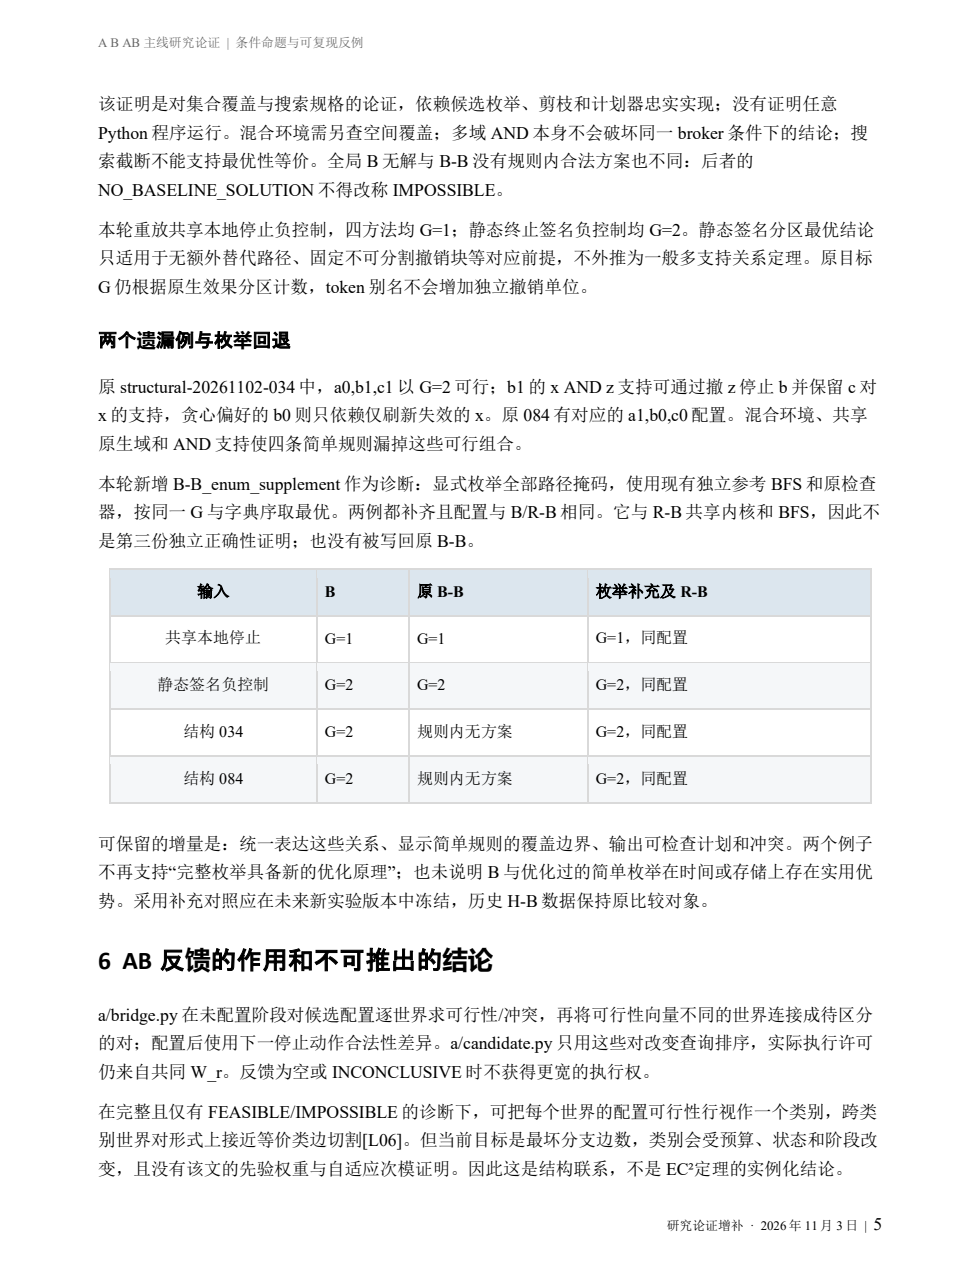 A B AB 主线研究论证 | 条件命题与可复现反例
该证明是对集合覆盖与搜索规格的论证，依赖候选枚举、剪枝和计划器忠实实现；没有证明任意
Python 程序运行。混合环境需另查空间覆盖；多域 AND 本身不会破坏同一 broker 条件下的结论；搜
索截断不能支持最优性等价。全局 B 无解与 B-B 没有规则内合法方案也不同：后者的
NO_BASELINE_SOLUTION 不得改称 IMPOSSIBLE。
本轮重放共享本地停止负控制，四方法均 G=1；静态终止签名负控制均 G=2。静态签名分区最优结论
只适用于无额外替代路径、固定不可分割撤销块等对应前提，不外推为一般多支持关系定理。原目标
G 仍根据原生效果分区计数，token 别名不会增加独立撤销单位。
两个遗漏例与枚举回退
原 structural-20261102-034 中，a0,b1,c1 以 G=2 可行；b1 的 x AND z 支持可通过撤 z 停止 b 并保留 c 对
x 的支持，贪心偏好的 b0 则只依赖仅刷新失效的 x。原 084 有对应的 a1,b0,c0 配置。混合环境、共享
原生域和 AND 支持使四条简单规则漏掉这些可行组合。
本轮新增 B-B_enum_supplement 作为诊断：显式枚举全部路径掩码，使用现有独立参考 BFS 和原检查
器，按同一 G 与字典序取最优。两例都补齐且配置与 B/R-B 相同。它与 R-B 共享内核和 BFS，因此不
是第三份独立正确性证明；也没有被写回原 B-B。
输入 B 原 B-B 枚举补充及 R-B
共享本地停止 G=1 G=1 G=1，同配置
静态签名负控制 G=2 G=2 G=2，同配置
结构 034 G=2 规则内无方案 G=2，同配置
结构 084 G=2 规则内无方案 G=2，同配置
可保留的增量是：统一表达这些关系、显示简单规则的覆盖边界、输出可检查计划和冲突。两个例子
不再支持“完整枚举具备新的优化原理”；也未说明 B 与优化过的简单枚举在时间或存储上存在实用优
势。采用补充对照应在未来新实验版本中冻结，历史 H-B 数据保持原比较对象。
6 AB 反馈的作用和不可推出的结论
a/bridge.py 在未配置阶段对候选配置逐世界求可行性/冲突，再将可行性向量不同的世界连接成待区分
的对；配置后使用下一停止动作合法性差异。a/candidate.py 只用这些对改变查询排序，实际执行许可
仍来自共同 W_r。反馈为空或 INCONCLUSIVE 时不获得更宽的执行权。
在完整且仅有 FEASIBLE/IMPOSSIBLE 的诊断下，可把每个世界的配置可行性行视作一个类别，跨类
别世界对形式上接近等价类边切割[L06]。但当前目标是最坏分支边数，类别会受预算、状态和阶段改
变，且没有该文的先验权重与自适应次模证明。因此这是结构联系，不是 EC²定理的实例化结论。
研究论证增补 · 2026 年 11 月 3 日 | 5